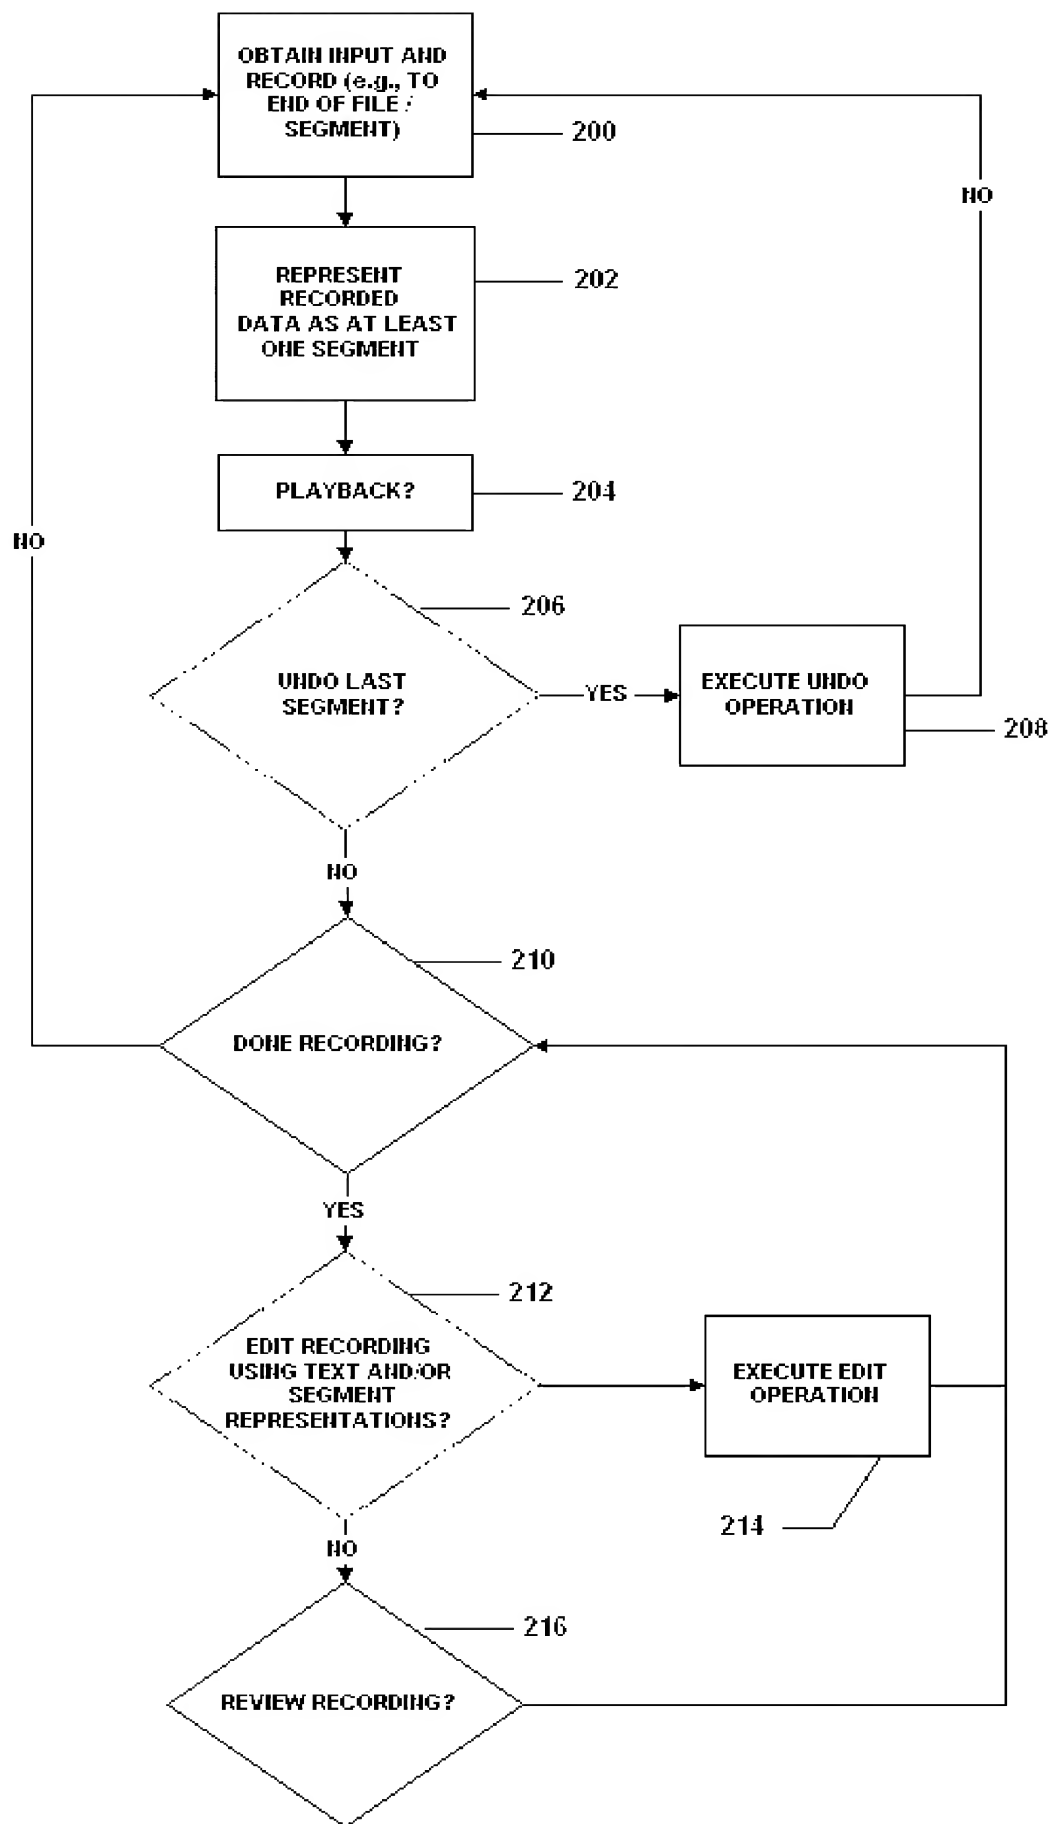 OBTAIN INPUT AND
RECORD (e.g., TO
END OF FILE /
SEGMENT)
200
NO
REPRESENT
RECORDED
DATA AS AT LEAST
ONE SEGMENT
202
PLAYBACK?
204
NO
206
UNDO LAST
SEGMENT?
YES
EXECUTE UNDO
OPERATION
208
NO
210
DONE RECORDING?
YES
212
EDIT RECORDING
USING TEXT AND/OR
SEGMENT
REPRESENTATIONS?
EXECUTE EDIT
OPERATION
214
NO
216
REVIEW RECORDING?